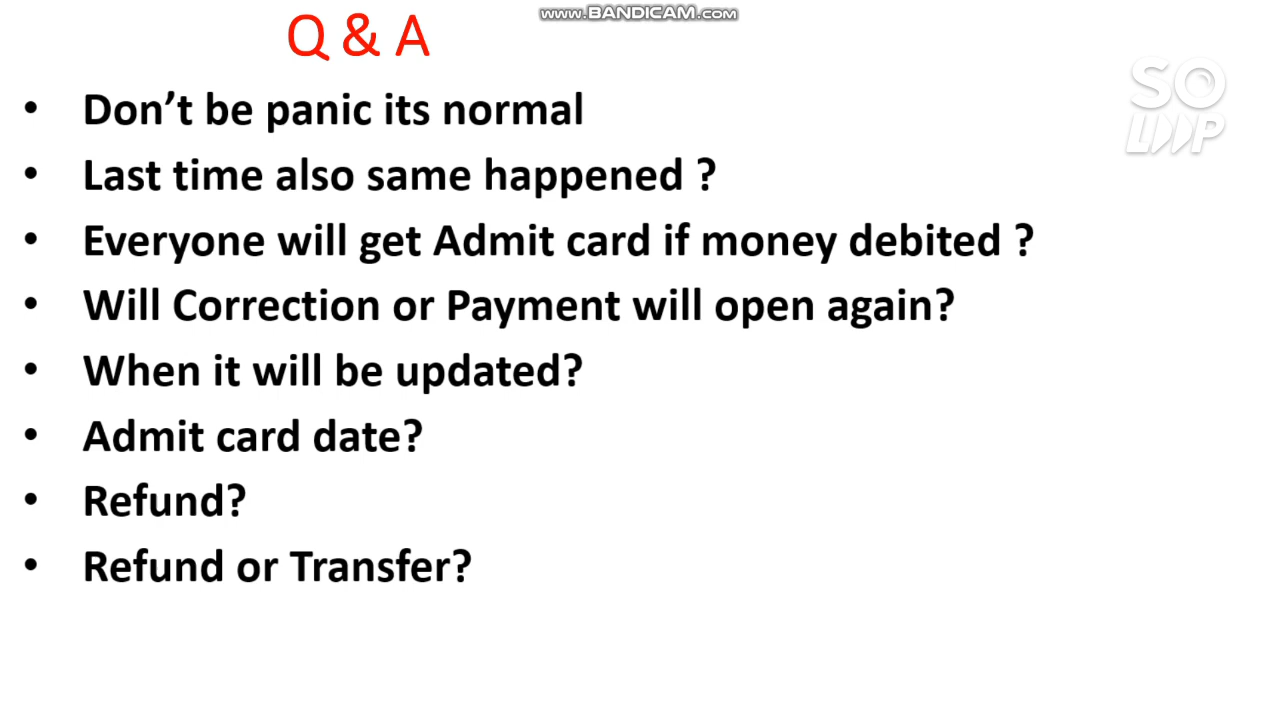 www.BANDICAM.com
Q & A
SO
LOOP
• Don't be panic its normal
• Last time also same happened ?
• Everyone will get Admit card if money debited ?
• Will Correction or Payment will open again?
• When it will be updated?
• Admit card date?
• Refund?
• Refund or Transfer?